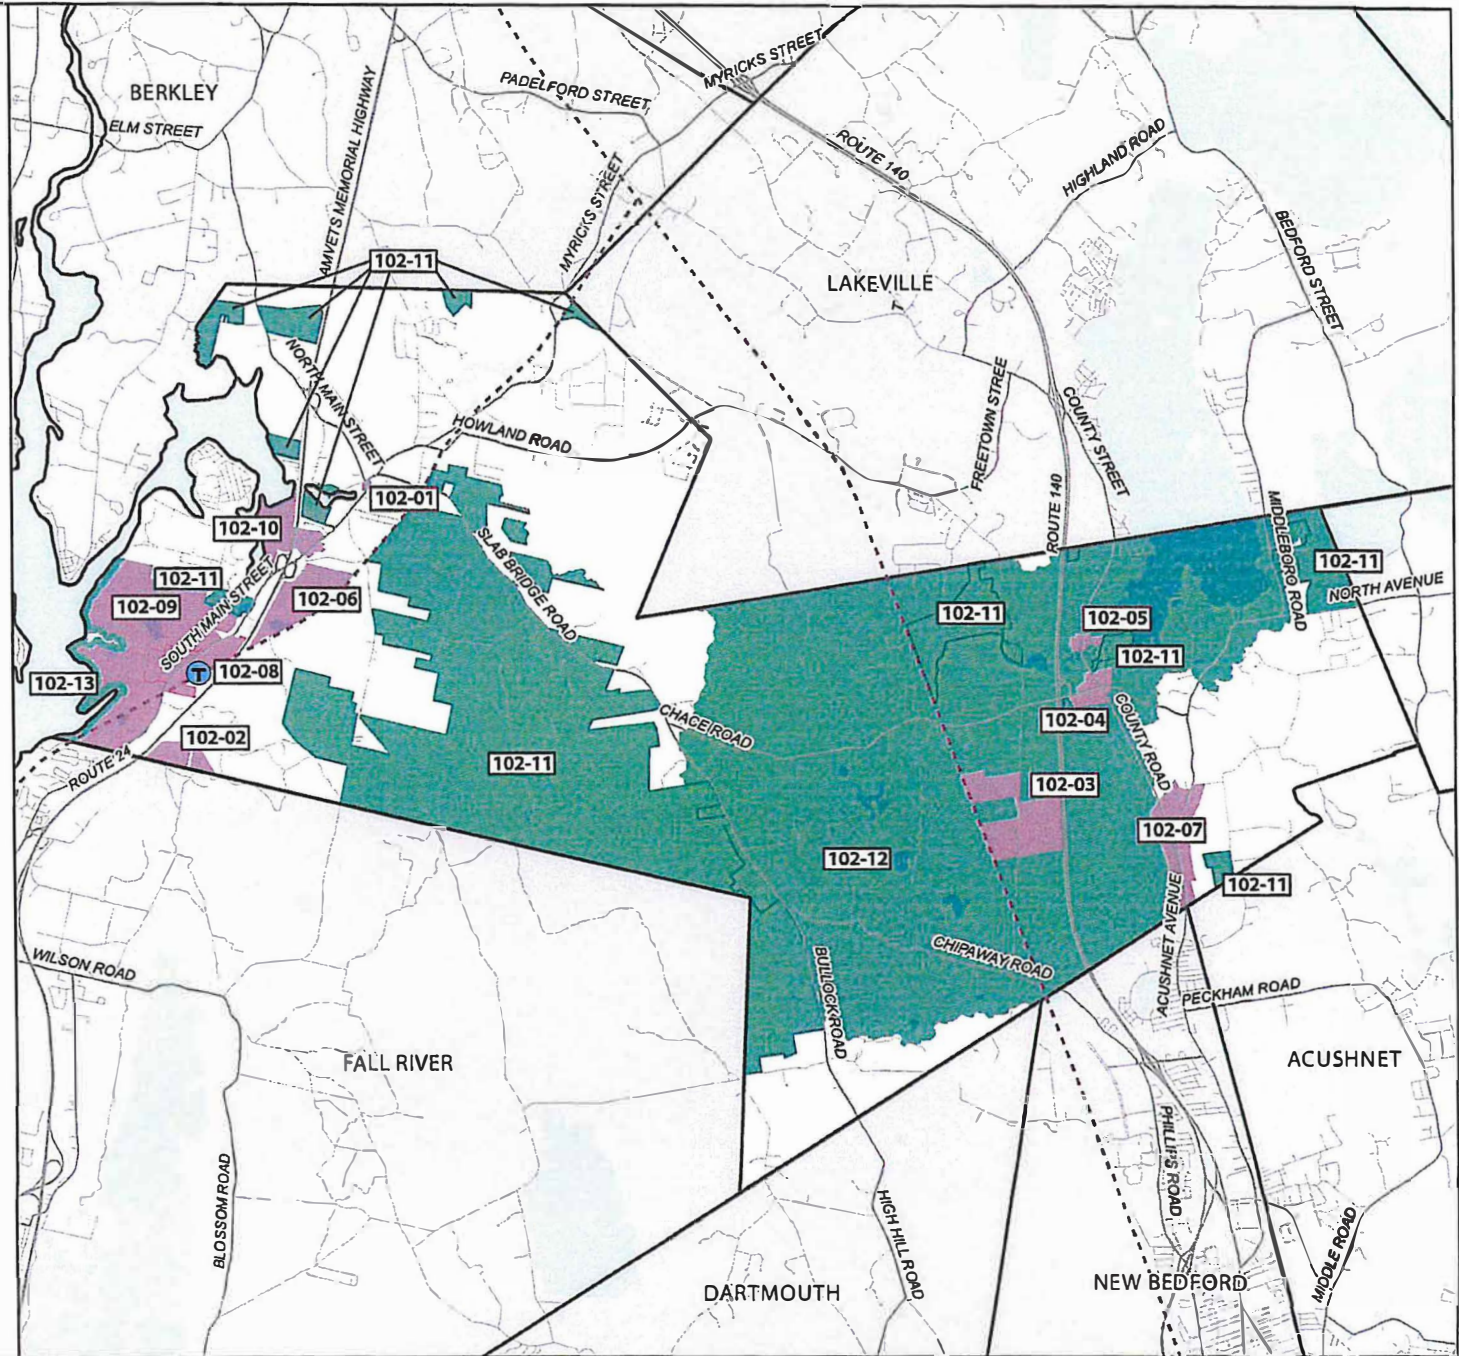 MYRICKS STREET
PADELFORD STREET
BERKLEY
ELM STREET
AMVETS MEMORIAL HIGHWAY
ROUTE 140
HIGHLAND ROAD
MYRICKS STREET
BEDFORD STREET
102-11
LAKEVILLE
NORTH MAIN STREET
FREETOWN STREE
COUNTY STREET
HOWLAND ROAD
102-01
102-10
ROUTE 140
MIDDLEBORO ROAD
SLAB BRIDGE ROAD
102-11
102-11
NORTH AVENUE
102-09
102-06
102-11
102-05
SOUTH MAIN STREET
102-11
102-13
T
102-08
102-04
COUNTY ROAD
CHACE ROAD
102-02
ROUTE 24
102-11
102-03
102-07
102-12
102-11
ACUSHNET AVENUE
CHIPAWAY ROAD
WILSON ROAD
BULLOCK ROAD
PECKHAM ROAD
FALL RIVER
ACUSHNET
PHILLIPS ROAD
BLOSSOM ROAD
HIGH HILL ROAD
MIDDLE ROAD
DARTMOUTH
NEW BEDFORD